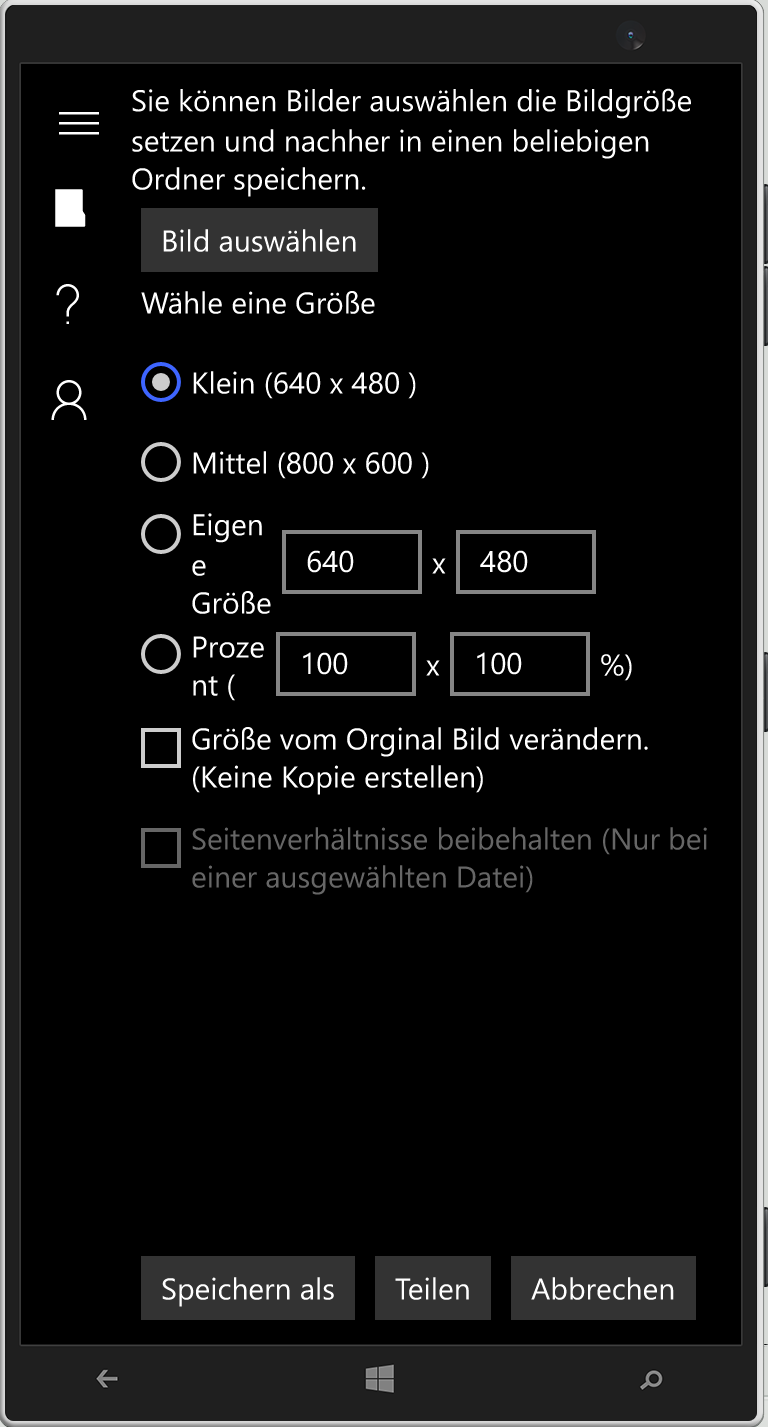 Sie können Bilder auswählen die Bildgröße
setzen und nachher in einen beliebigen
Ordner speichern.
Bild auswählen
Wähle eine Größe
Klein (640 x 480 )
Mittel (800 x 600 )
Eigen
e
Größe
640 x 480
Proze
nt (
100 x 100 %)
Größe vom Orginal Bild verändern.
(Keine Kopie erstellen)
Seitenverhältnisse beibehalten (Nur bei
einer ausgewählten Datei)
Speichern als Teilen Abbrechen